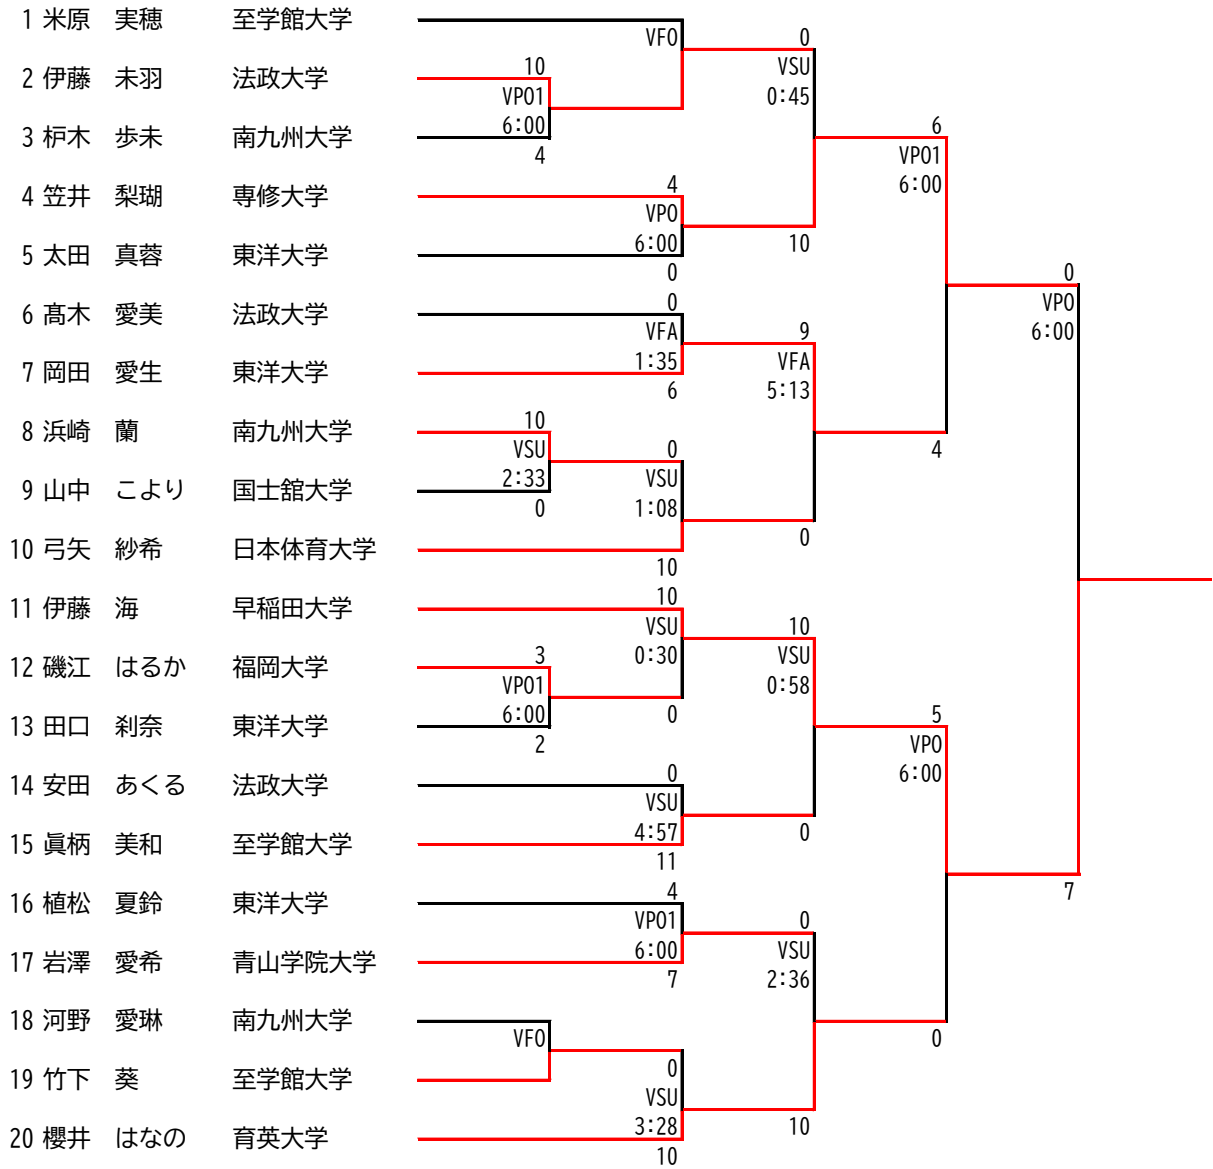 1 米原 実穂 至学館大学
VFO 0
2 伊藤 未羽 法政大学 10 VSU
VPO1 0:45
3 枦木 歩未 南九州大学 6:00 6
4 VPO1
4 笠井 梨瑚 専修大学 4 6:00
VPO
5 太田 真蓉 東洋大学 6:00 10
0 0
6 髙木 愛美 法政大学 0 VPO
VFA 9 6:00
7 岡田 愛生 東洋大学 1:35 VFA
6 5:13
8 浜崎 蘭 南九州大学 10
VSU 0 4
9 山中 こより 国士舘大学 2:33 VSU
0 1:08
10 弓矢 紗希 日本体育大学 0
10
11 伊藤 海 早稲田大学 10
VSU 10
12 磯江 はるか 福岡大学 3 0:30 VSU
VPO1 0:58
13 田口 刹奈 東洋大学 6:00 0 5
2 VPO
14 安田 あくる 法政大学 0 6:00
VSU
15 眞柄 美和 至学館大学 4:57 0
11
16 植松 夏鈴 東洋大学 4 7
VPO1 0
17 岩澤 愛希 青山学院大学 6:00 VSU
7 2:36
18 河野 愛琳 南九州大学
VFO 0
19 竹下 葵 至学館大学 0
VSU
20 櫻井 はなの 育英大学 3:28 10
10